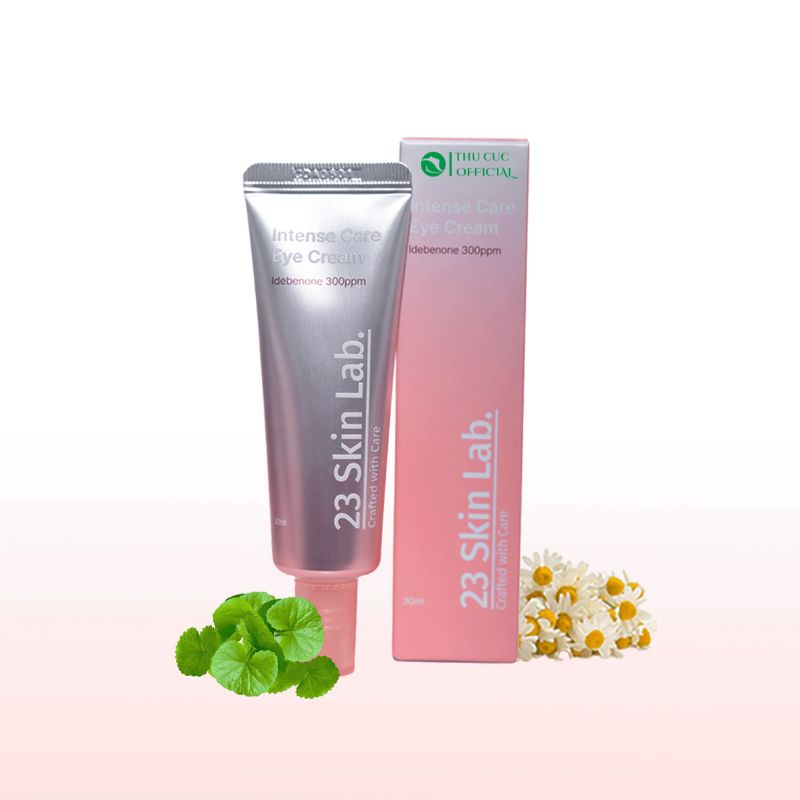 THU CUC
OFFICIAL
Intense Care
Eye Cream
Idebenone 300ppm
23 Skin Lab.
Crafted with Care
30ml
Intense Care
Eye Cream
Idebenone 300ppm
23 Skin Lab.
Crafted with Care
30ml